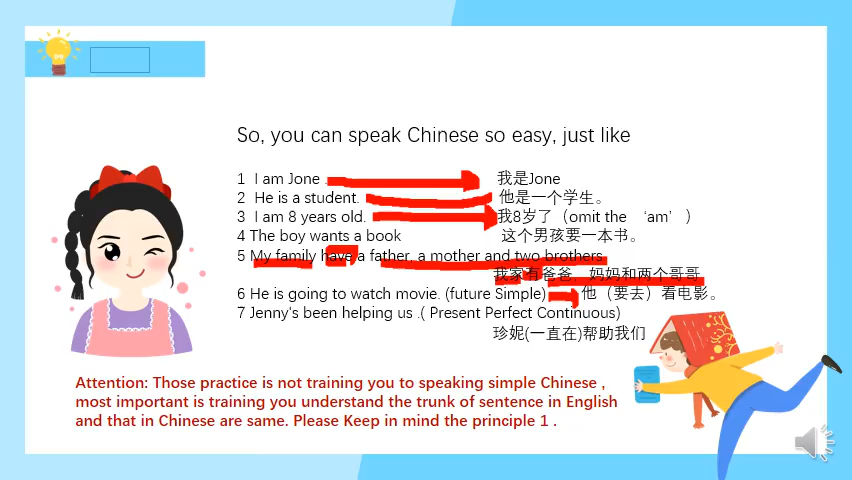 So, you can speak Chinese so easy, just like
1 I am Jone . 我是Jone
2 He is a student. 他是一个学生。
3 I am 8 years old. 我8岁了（omit the ‘am’）
4 The boy wants a book 这个男孩要一本书。
5 My family have a father, a mother and two brothers.
我家有爸爸，妈妈和两个哥哥
6 He is going to watch movie. (future Simple) 他（要去）看电影。
7 Jenny's been helping us .( Present Perfect Continuous)
珍妮(一直在)帮助我们
Attention: Those practice is not training you to speaking simple Chinese ,
most important is training you understand the trunk of sentence in English
and that in Chinese are same. Please Keep in mind the principle 1 .